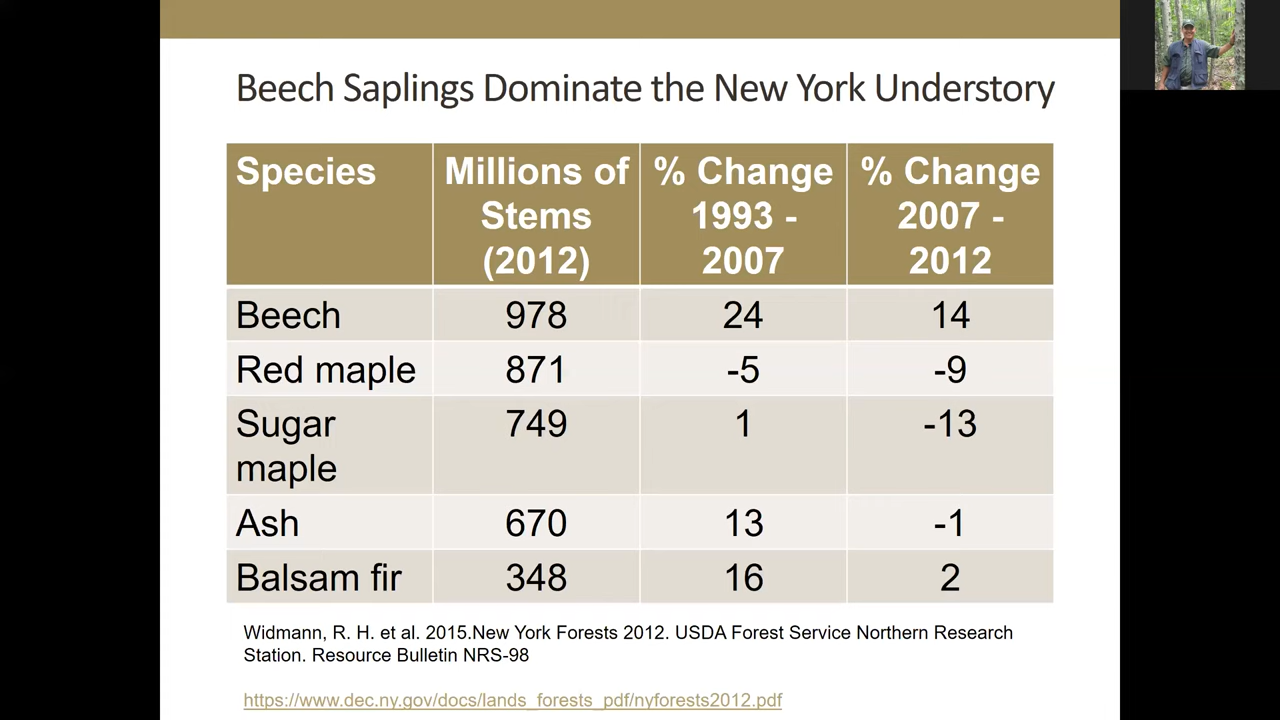 Beech Saplings Dominate the New York Understory
Species
Millions of
Stems
(2012)
% Change
1993 -
2007
% Change
2007 -
2012
Beech 978 24 14
Red maple 871 -5 -9
Sugar
maple 749 1 -13
Ash 670 13 -1
Balsam fir 348 16 2
Widmann, R. H. et al. 2015.New York Forests 2012. USDA Forest Service Northern Research
Station. Resource Bulletin NRS-98
https://www.dec.ny.gov/docs/lands_forests_pdf/nyforests2012.pdf